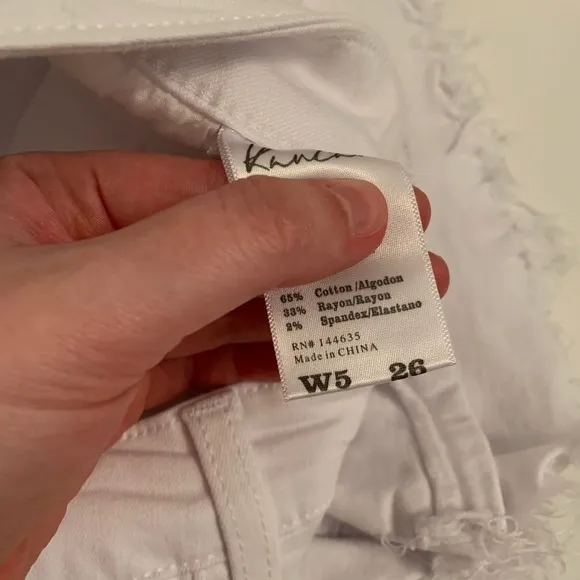 65% Cotton/Algodon
33% Rayon/Rayon
2% Spandex/Elastano
RN# 144635
Made in CHINA
W5 26